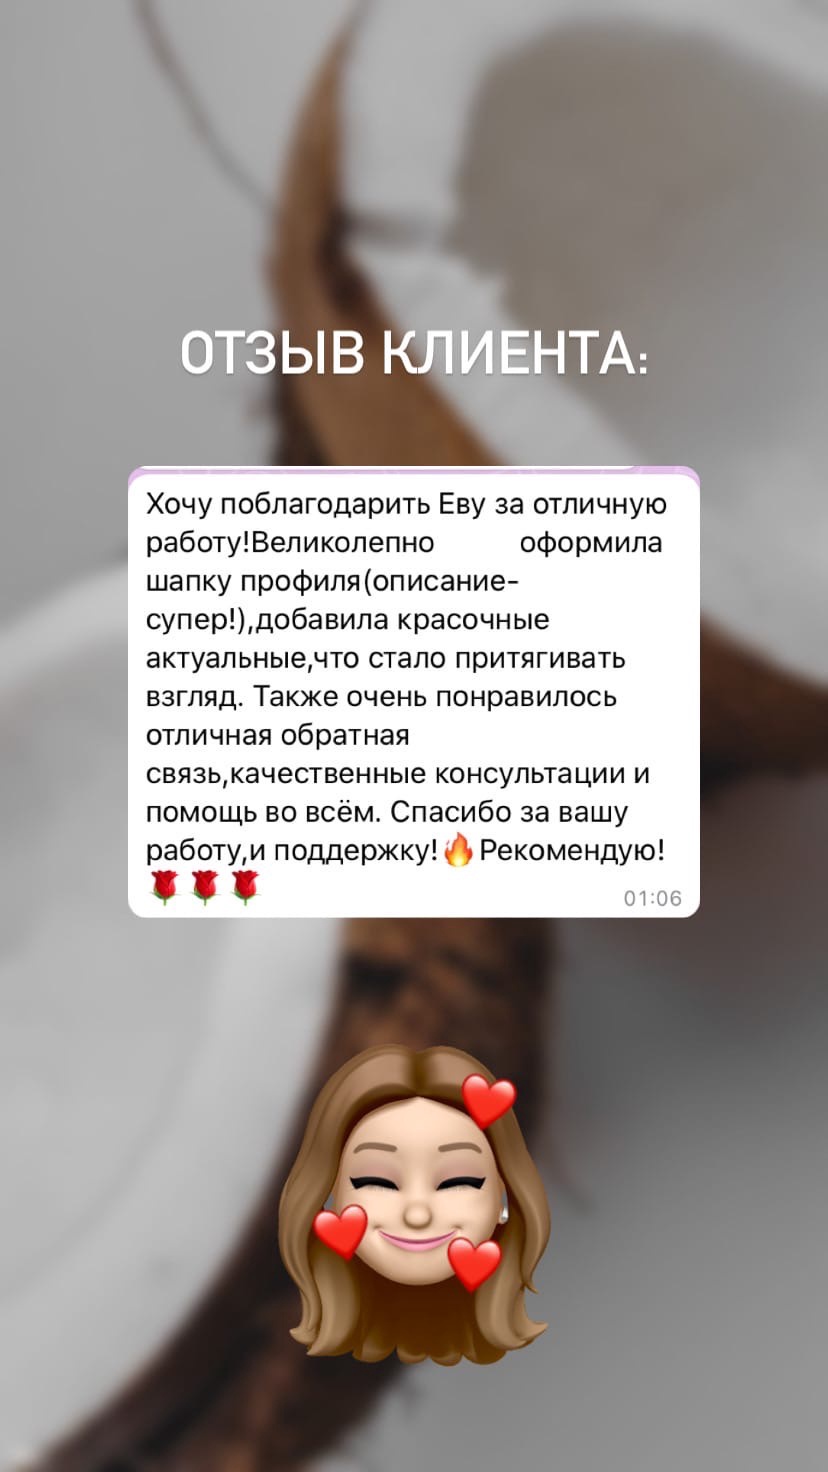 ОТЗЫВ КЛИЕНТА:
Хочу поблагодарить Еву за отличную
работу!Великолепно оформила
шапку профиля(описание-
супер!),добавила красочные
актуальные,что стало притягивать
взгляд. Также очень понравилось
отличная обратная
связь,качественные консультации и
помощь во всём. Спасибо за вашу
работу,и поддержку!🔥Рекомендую!
🌹🌹🌹
01:06